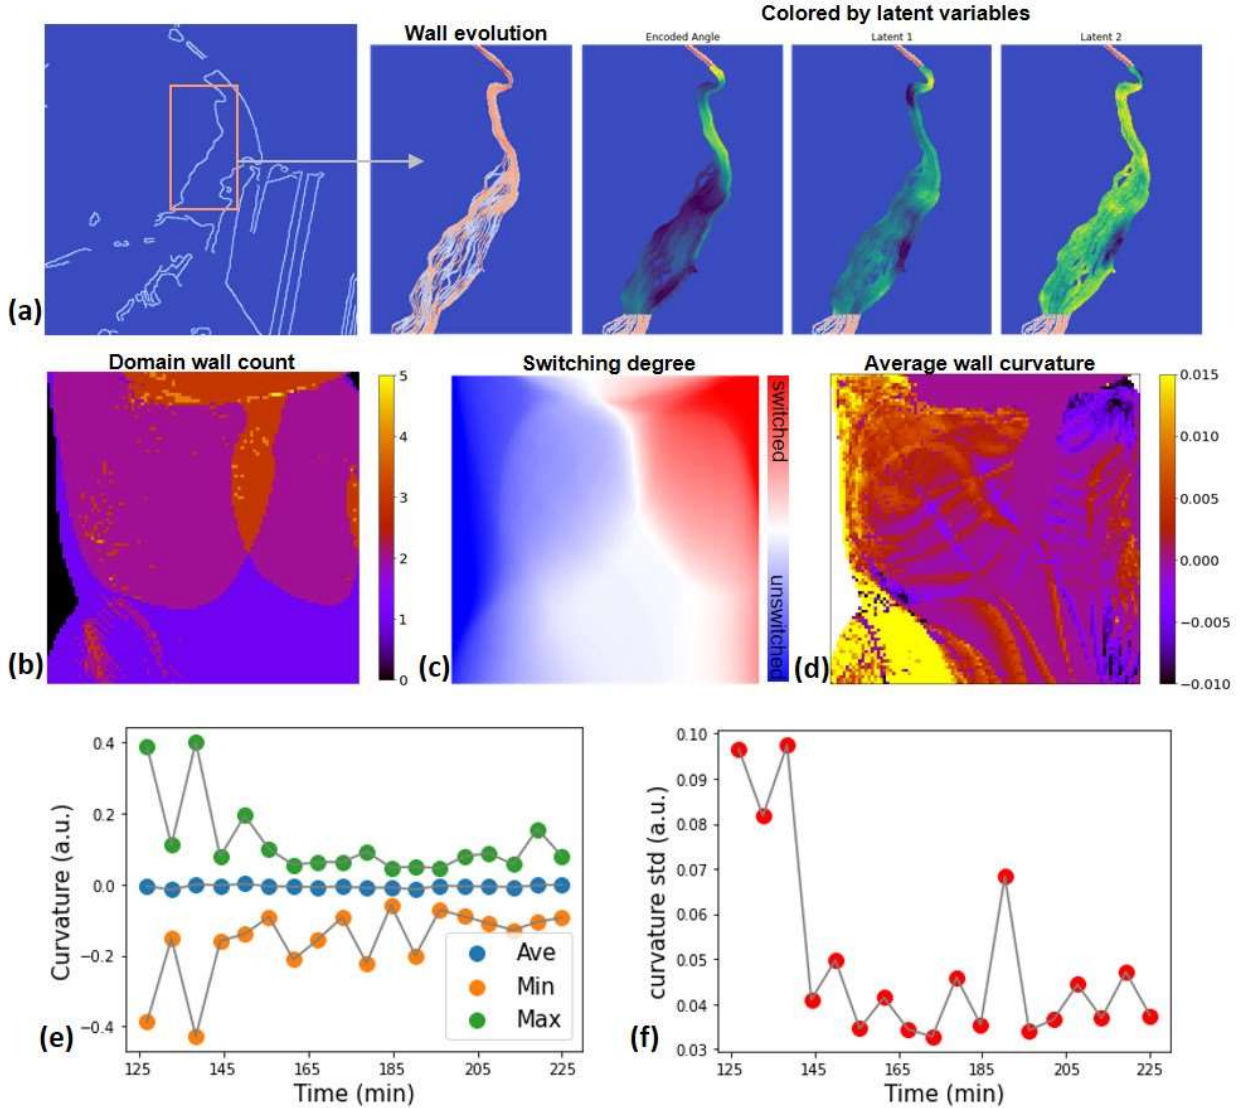 Colored by latent variables
Wall evolution
Encoded Angle
Latent 1
Latent 2
(a)
Domain wall count
Switching degree
Average wall curvature
5
4
3
2
1
0
switched
unswitched
0.015
0.010
0.005
0.000
−0.005
−0.010
(b)
(c)
(d)
0.4
0.2
0.0
−0.2
−0.4
Curvature (a.u.)
Ave
Min
Max
(e)
125 145 165 185 205 225
Time (min)
0.10
0.09
0.08
0.07
0.06
0.05
0.04
0.03
curvature std (a.u.)
(f)
125 145 165 185 205 225
Time (min)